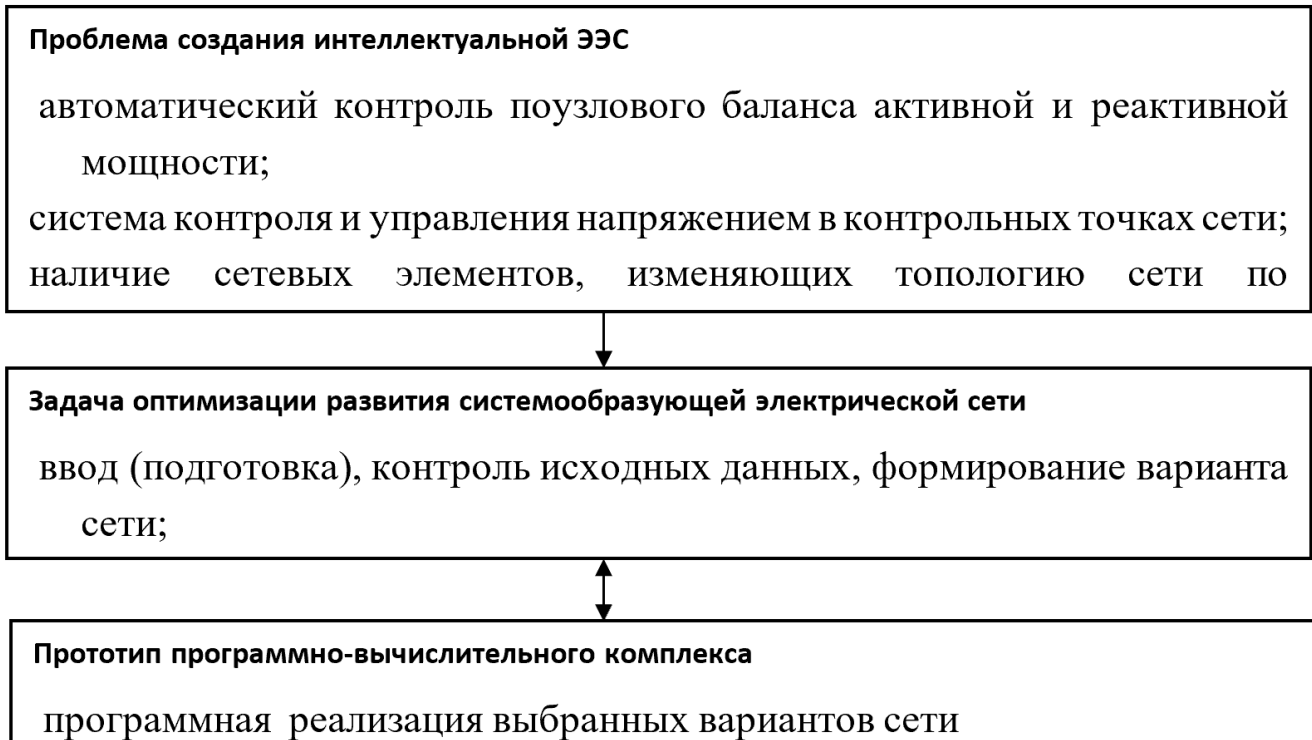 Проблема создания интеллектуальной ЭЭС
автоматический контроль поузлового баланса активной и реактивной
мощности;
система контроля и управления напряжением в контрольных точках сети;
наличие сетевых элементов, изменяющих топологию сети по
Задача оптимизации развития системообразующей электрической сети
ввод (подготовка), контроль исходных данных, формирование варианта
сети;
Прототип программно-вычислительного комплекса
программная реализация выбранных вариантов сети